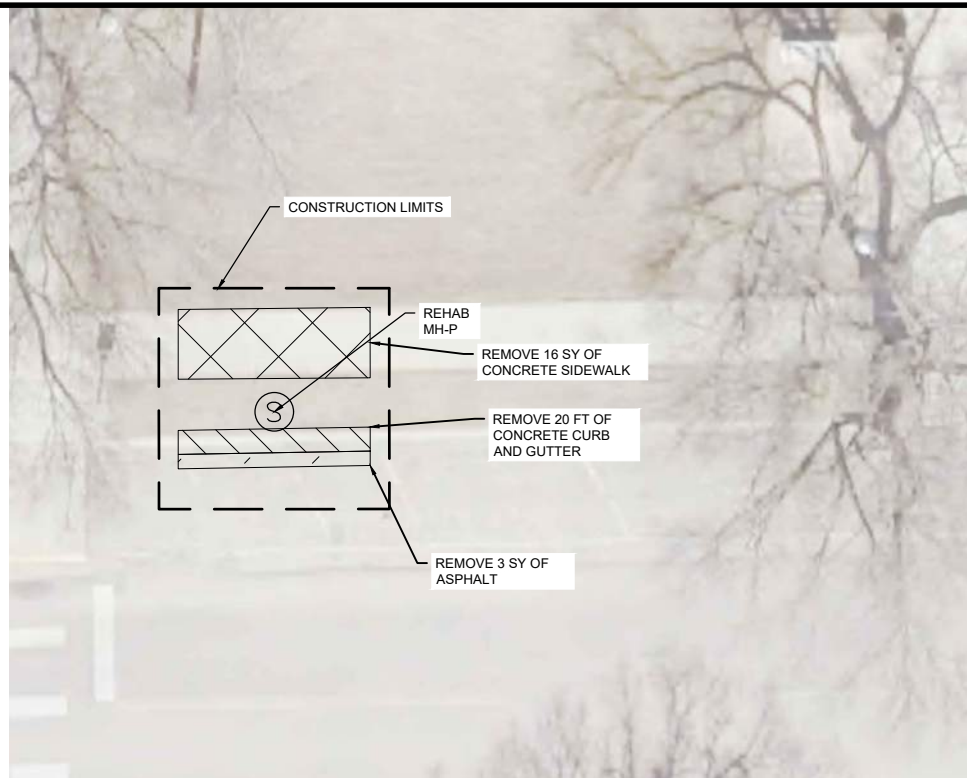 CONSTRUCTION LIMITS
REHAB
MH-P
REMOVE 16 SY OF
CONCRETE SIDEWALK
S
REMOVE 20 FT OF
CONCRETE CURB
AND GUTTER
REMOVE 3 SY OF
ASPHALT